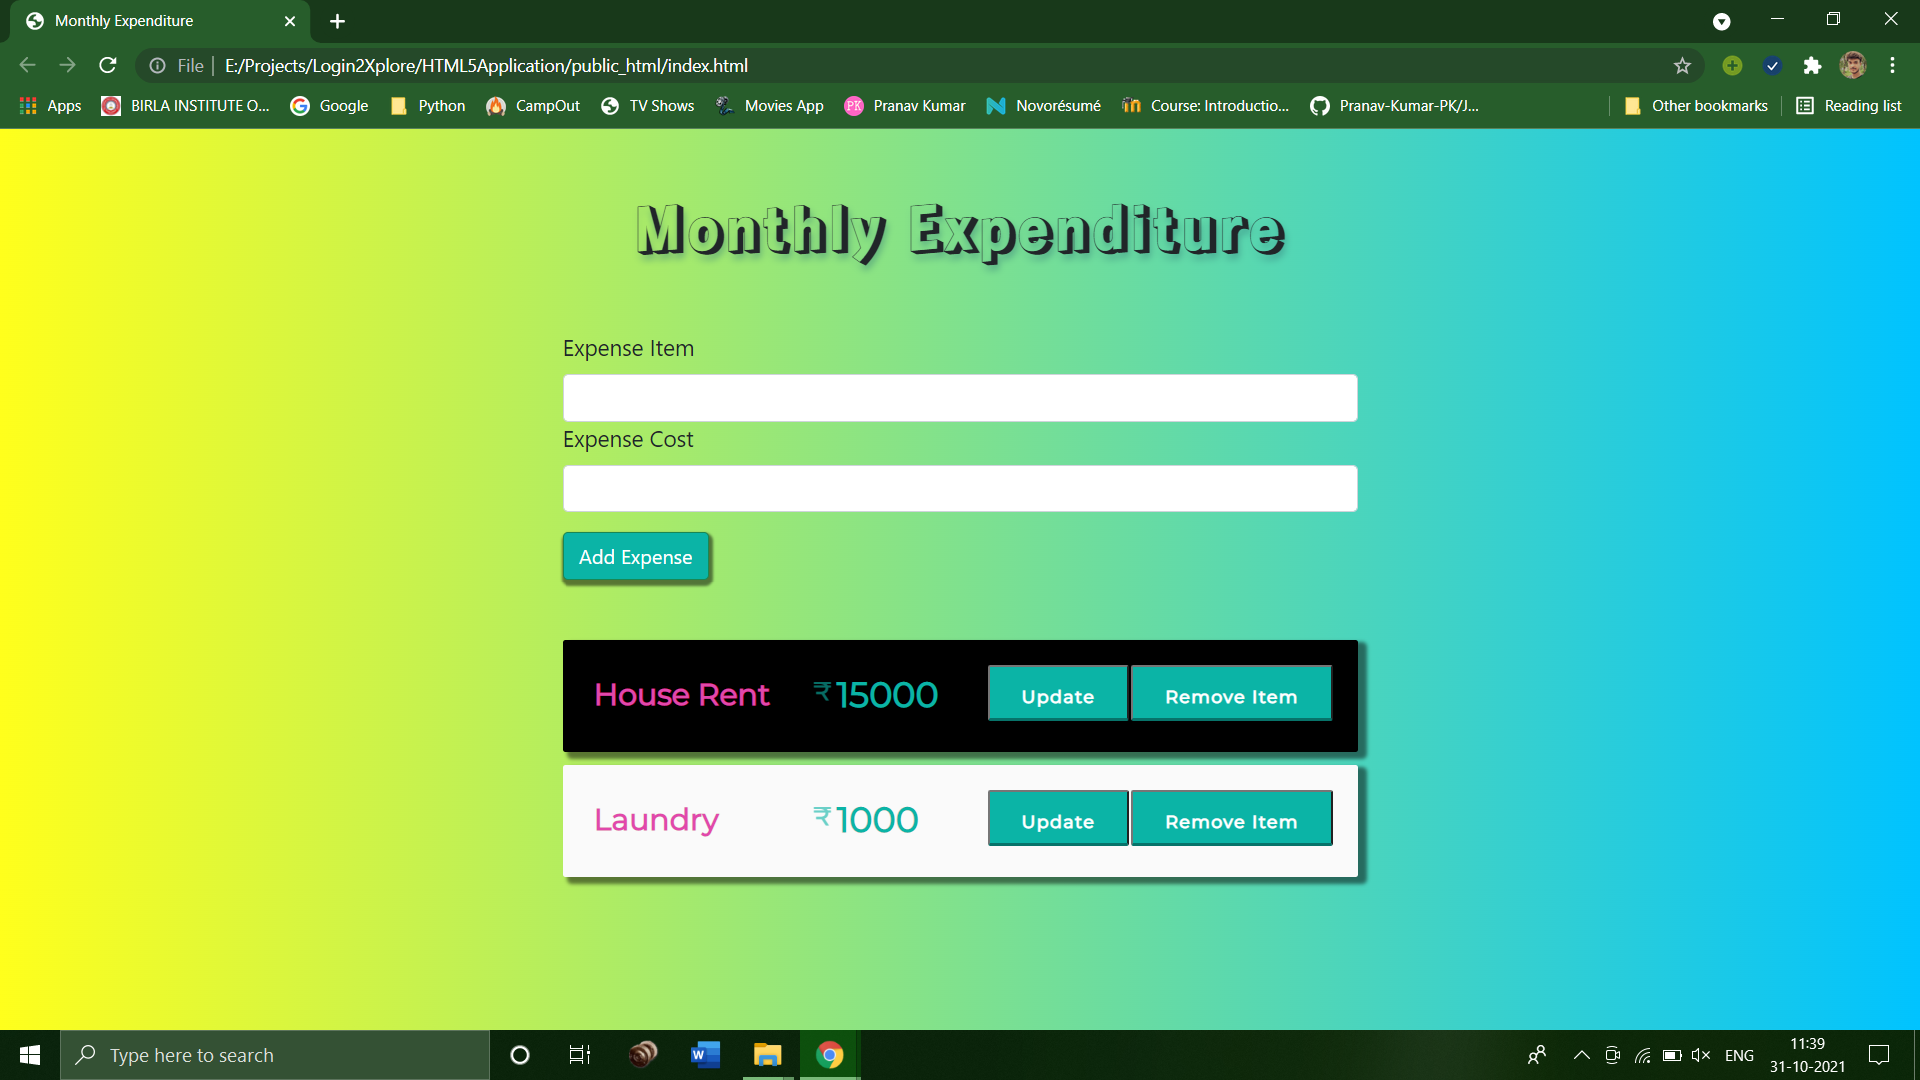 Monthly Expenditure
File | E:/Projects/Login2Xplore/HTML5Application/public_html/index.html
Apps BIRLA INSTITUTE O... Google Python CampOut TV Shows Movies App PK Pranav Kumar Novorésumé Course: Introductio... Pranav-Kumar-PK/J... Other bookmarks Reading list
Monthly Expenditure
Expense Item
Expense Cost
Add Expense
House Rent ₹15000 Update Remove Item
Laundry ₹1000 Update Remove Item
Type here to search
ENG
11:39
31-10-2021